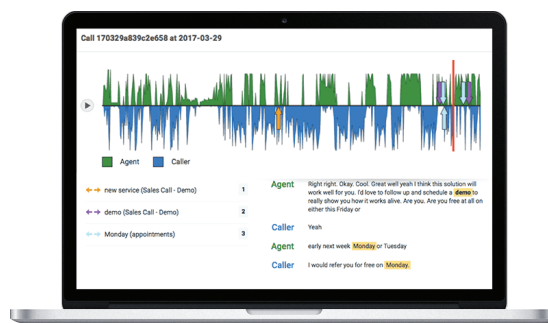 Call 170329a839c2e658 at 2017-03-29
Agent
Caller
new service (Sales Call - Demo) 1
demo (Sales Call - Demo) 2
Monday (appointments) 3
Agent Right right. Okay. Cool. Great well yeah I think this solution will
work well for you. I'd love to follow up and schedule a demo to
really show you how it works alive. Are you. Are you free at all on
either this Friday or
Caller Yeah
Agent early next week Monday or Tuesday
Caller I would refer you for free on Monday.